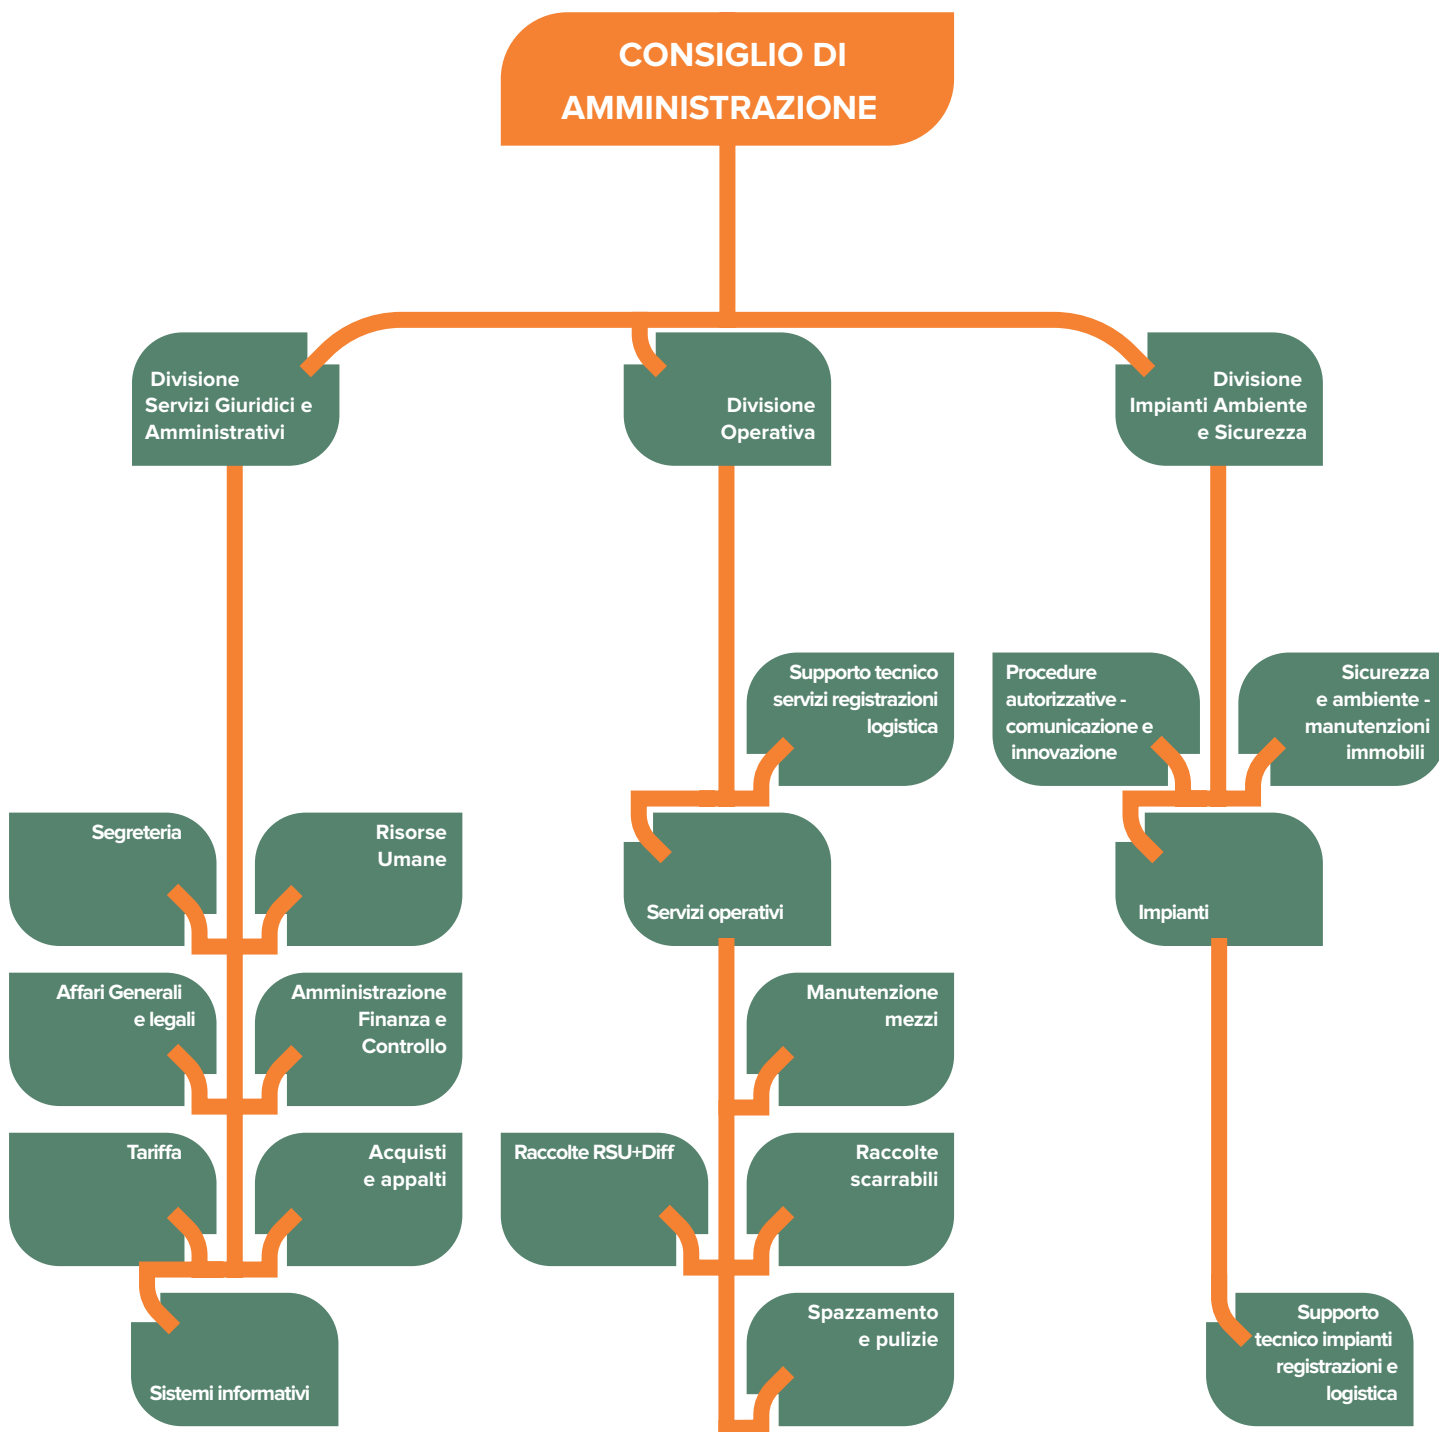 CONSIGLIO DI
AMMINISTRAZIONE
Divisione
Servizi Giuridici e
Amministrativi
Divisione
Operativa
Divisione
Impianti Ambiente
e Sicurezza
Supporto tecnico
servizi registrazioni
logistica
Procedure
autorizzative -
comunicazione e
innovazione
Sicurezza
e ambiente -
manutenzioni
immobili
Segreteria
Risorse
Umane
Servizi operativi
Impianti
Affari Generali
e legali
Amministrazione
Finanza e
Controllo
Manutenzione
mezzi
Tariffa
Acquisti
e appalti
Raccolte RSU+Diff
Raccolte
scarrabili
Sistemi informativi
Spazzamento
e pulizie
Supporto
tecnico impianti
registrazioni e
logistica